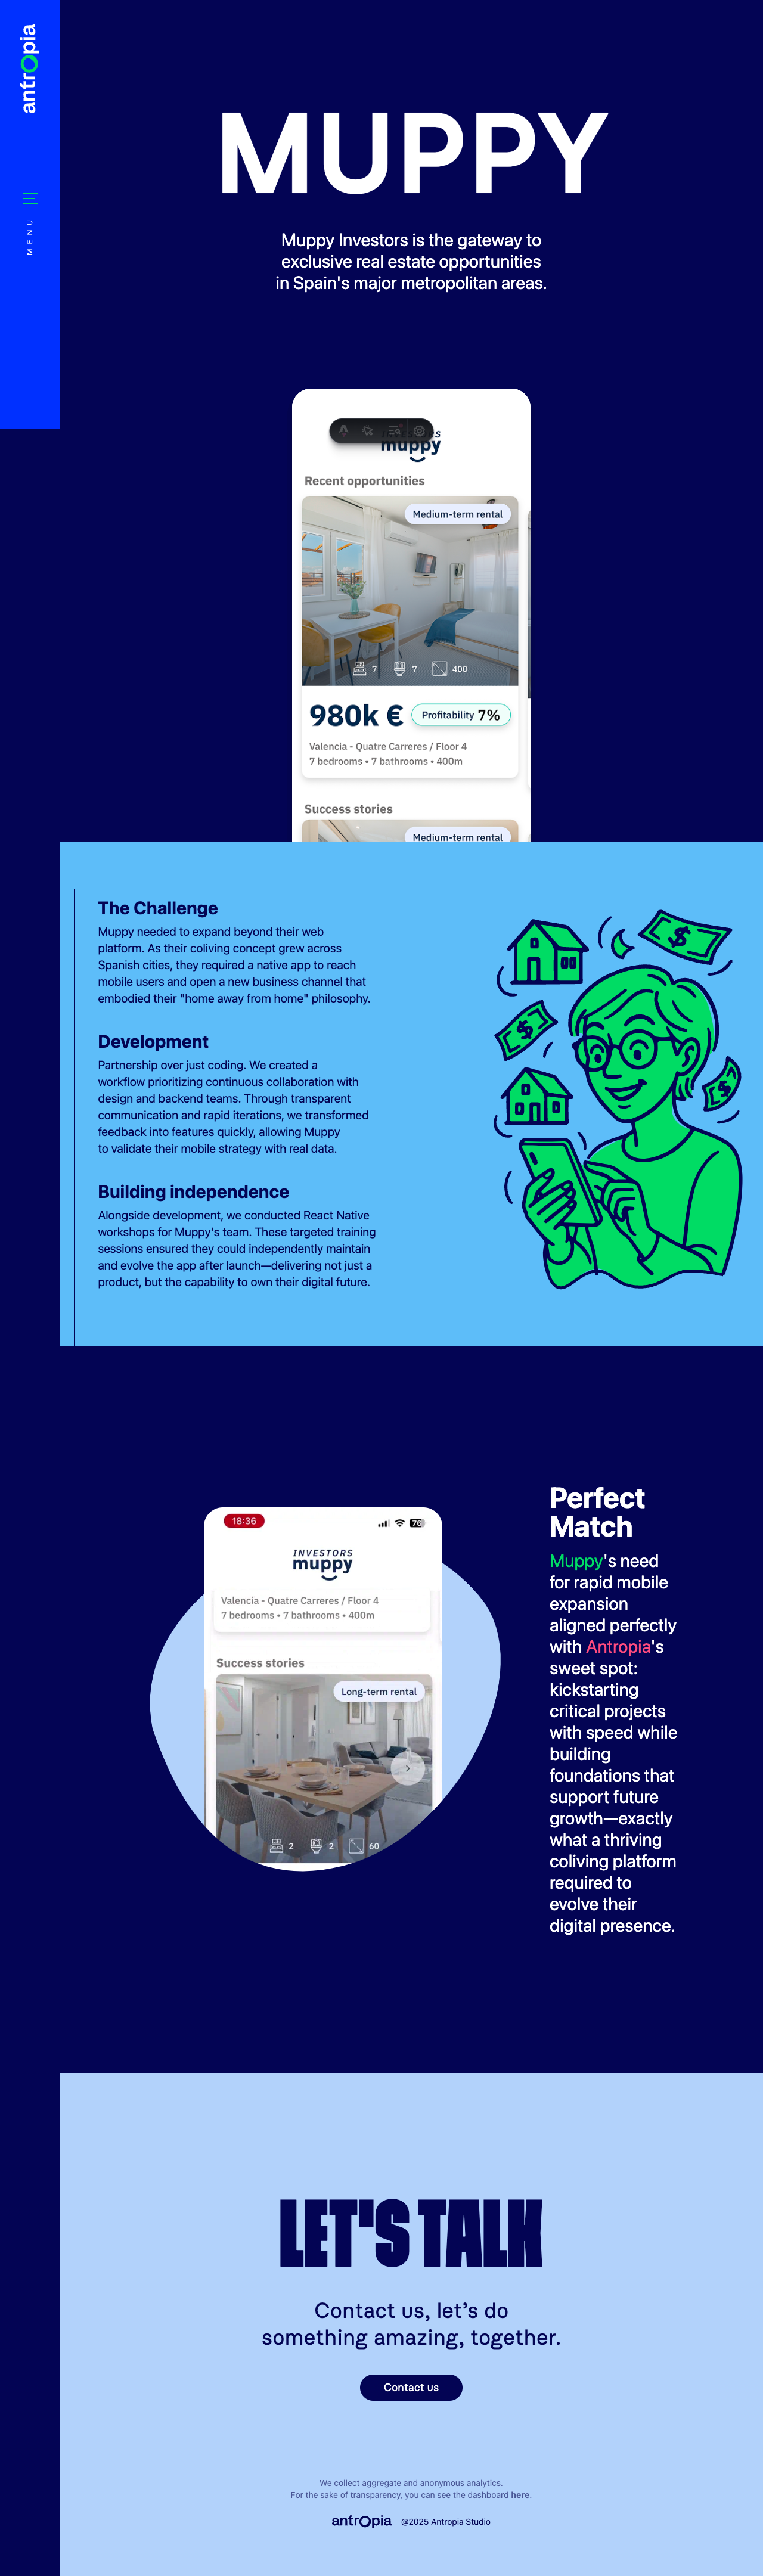 antropia
MENU
MUPPY
Muppy Investors is the gateway to
exclusive real estate opportunities
in Spain's major metropolitan areas.
muppy
Recent opportunities
Medium-term rental
7 7 400
980k €
Profitability 7%
Valencia - Quatre Carreres / Floor 4
7 bedrooms • 7 bathrooms • 400m
Success stories
Medium-term rental
The Challenge
Muppy needed to expand beyond their web
platform. As their coliving concept grew across
Spanish cities, they required a native app to reach
mobile users and open a new business channel that
embodied their "home away from home" philosophy.
Development
Partnership over just coding. We created a
workflow prioritizing continuous collaboration with
design and backend teams. Through transparent
communication and rapid iterations, we transformed
feedback into features quickly, allowing Muppy
to validate their mobile strategy with real data.
Building independence
Alongside development, we conducted React Native
workshops for Muppy's team. These targeted training
sessions ensured they could independently maintain
and evolve the app after launch—delivering not just a
product, but the capability to own their digital future.
$
$
$
18:36
INVESTORS
muppy
Valencia - Quatre Carreres / Floor 4
7 bedrooms • 7 bathrooms • 400m
Success stories
Long-term rental
2 2 60
Perfect
Match
Muppy's need
for rapid mobile
expansion
aligned perfectly
with Antropia's
sweet spot:
kickstarting
critical projects
with speed while
building
foundations that
support future
growth—exactly
what a thriving
coliving platform
required to
evolve their
digital presence.
LET'S TALK
Contact us, let's do
something amazing, together.
Contact us
We collect aggregate and anonymous analytics.
For the sake of transparency, you can see the dashboard here.
antropia @2025 Antropia Studio